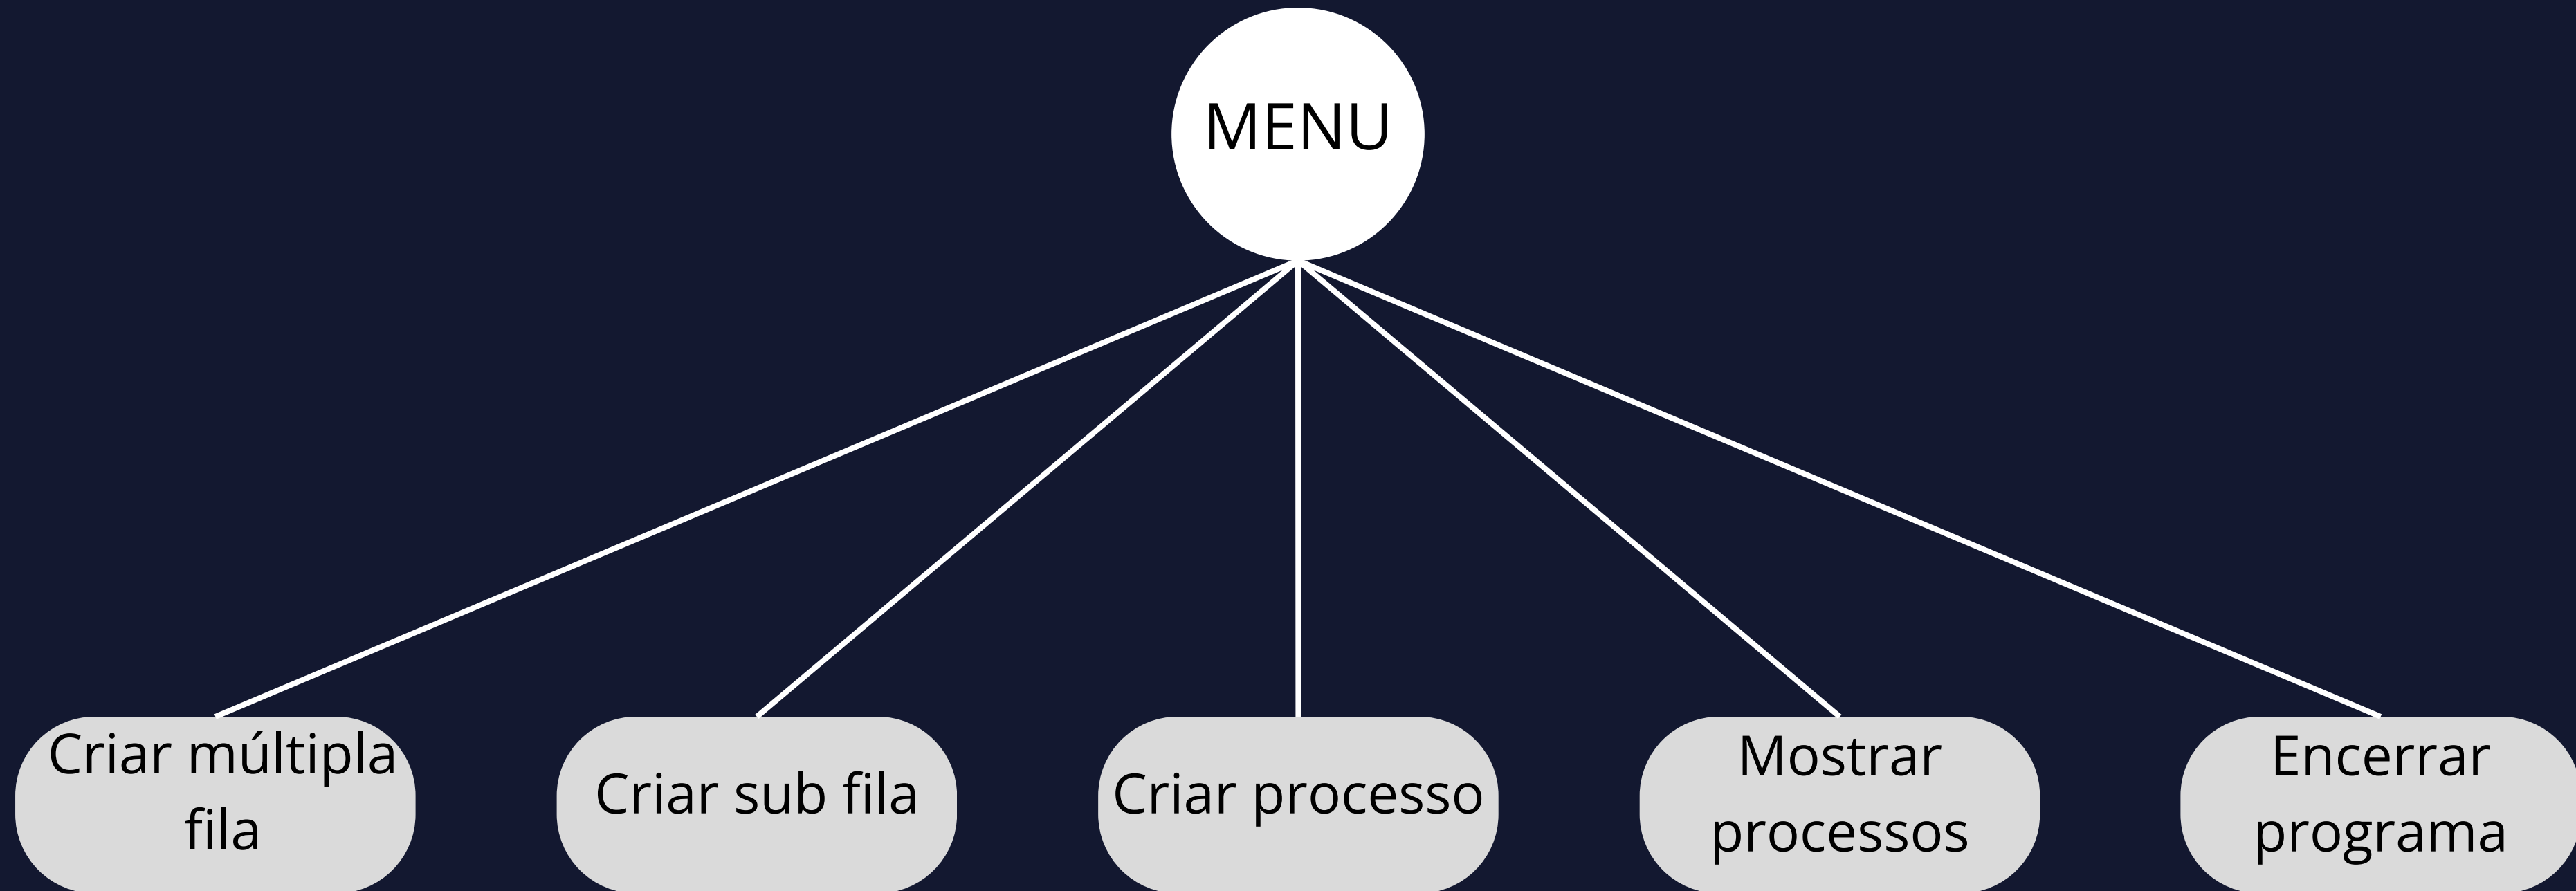 MENU
Criar múltipla
fila
Criar sub fila
Criar processo
Mostrar
processos
Encerrar
programa